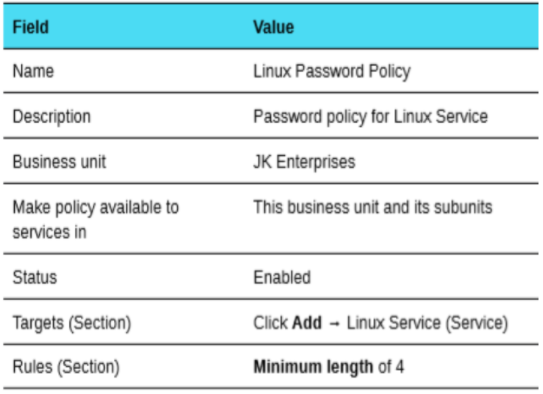 Field Value
Name Linux Password Policy
Description Password policy for Linux Service
Business unit JK Enterprises
Make policy available to This business unit and its subunits
services in
Status Enabled
Targets (Section) Click Add → Linux Service (Service)
Rules (Section) Minimum length of 4